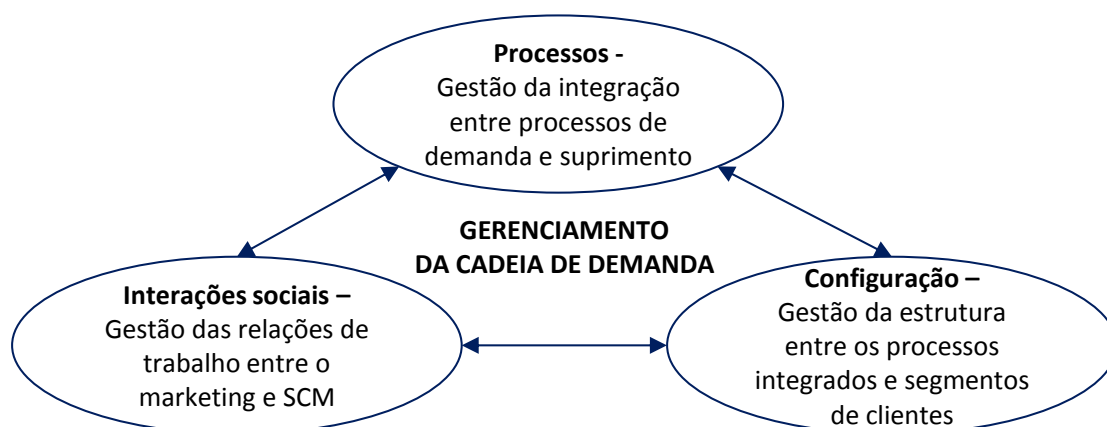 Processos -
Gestão da integração
entre processos de
demanda e suprimento
GERENCIAMENTO
DA CADEIA DE DEMANDA
Interações sociais –
Gestão das relações de
trabalho entre o
marketing e SCM
Configuração –
Gestão da estrutura
entre os processos
integrados e segmentos
de clientes